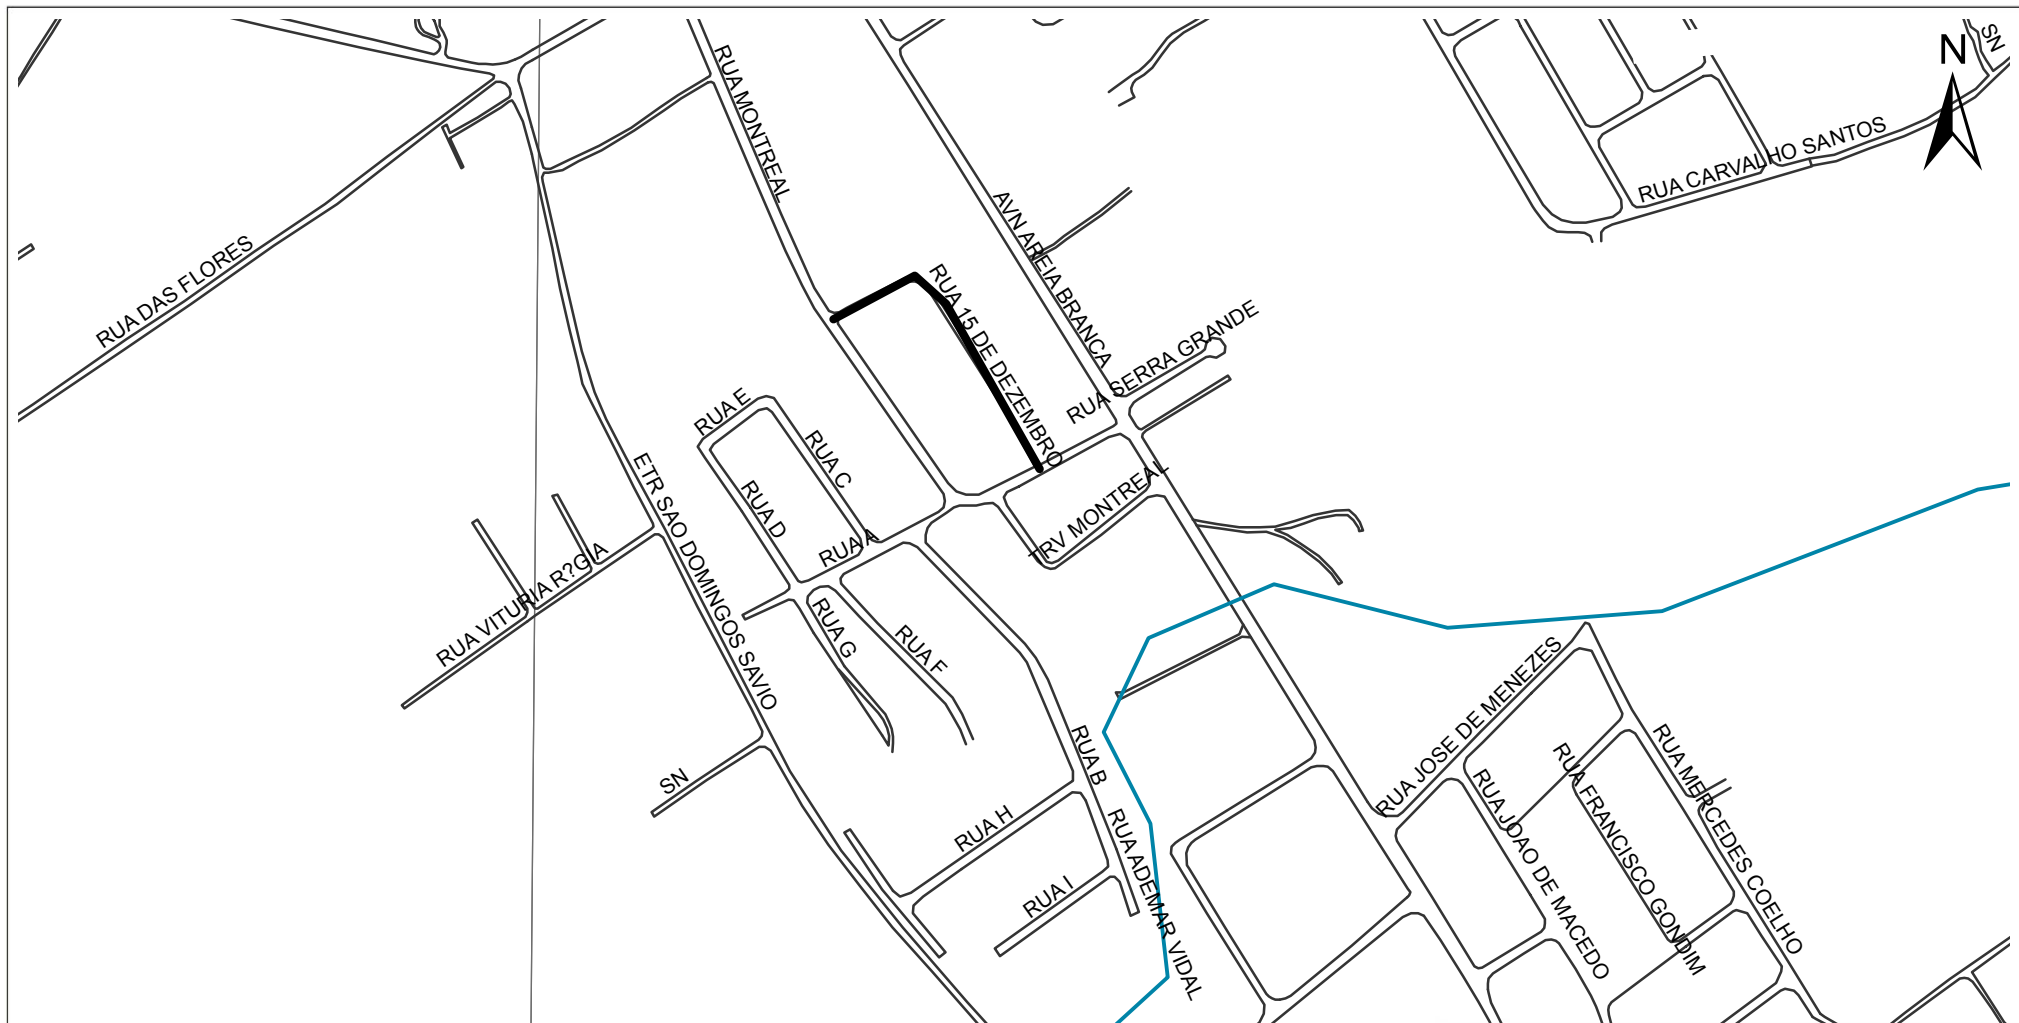 SN
N
RUA MONTREAL
RUA CARVALHO SANTOS
AVN AREIA BRANCA
RUA DAS FLORES
RUA 15 DE DEZEMBRO
RUA SERRA GRANDE
RUA E
RUA C
RUA D
RUA A
TRV MONTREAL
ETR SAO DOMINGOS SAVIO
RUA VITURIA R?GIA
RUA G
RUA F
RUA JOSE DE MENEZES
RUA B
RUA MERCEDES COELHO
SN
RUA H
RUA FRANCISCO GONDIM
RUA JOAO DE MACEDO
RUA ADEMAR VIDAL
RUA I